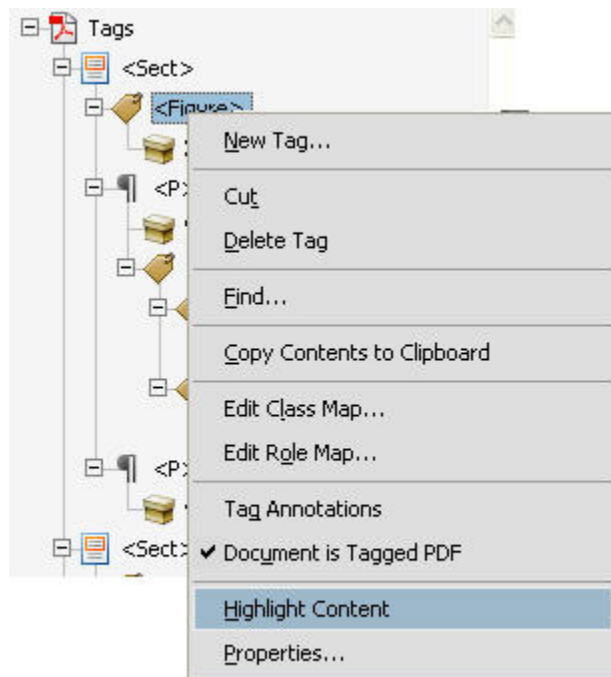 Tags
<Sect>
<Figure>
New Tag...
<P>
Cut
Delete Tag
Find...
Copy Contents to Clipboard
Edit Class Map...
Edit Role Map...
<P>
Tag Annotations
<Sect>
✔ Document is Tagged PDF
Highlight Content
Properties...